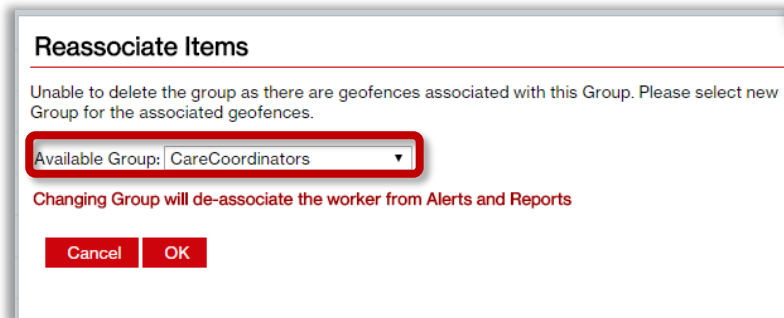 Reassociate Items
Unable to delete the group as there are geofences associated with this Group. Please select new
Group for the associated geofences.
Available Group: CareCoordinators
Changing Group will de-associate the worker from Alerts and Reports
Cancel OK